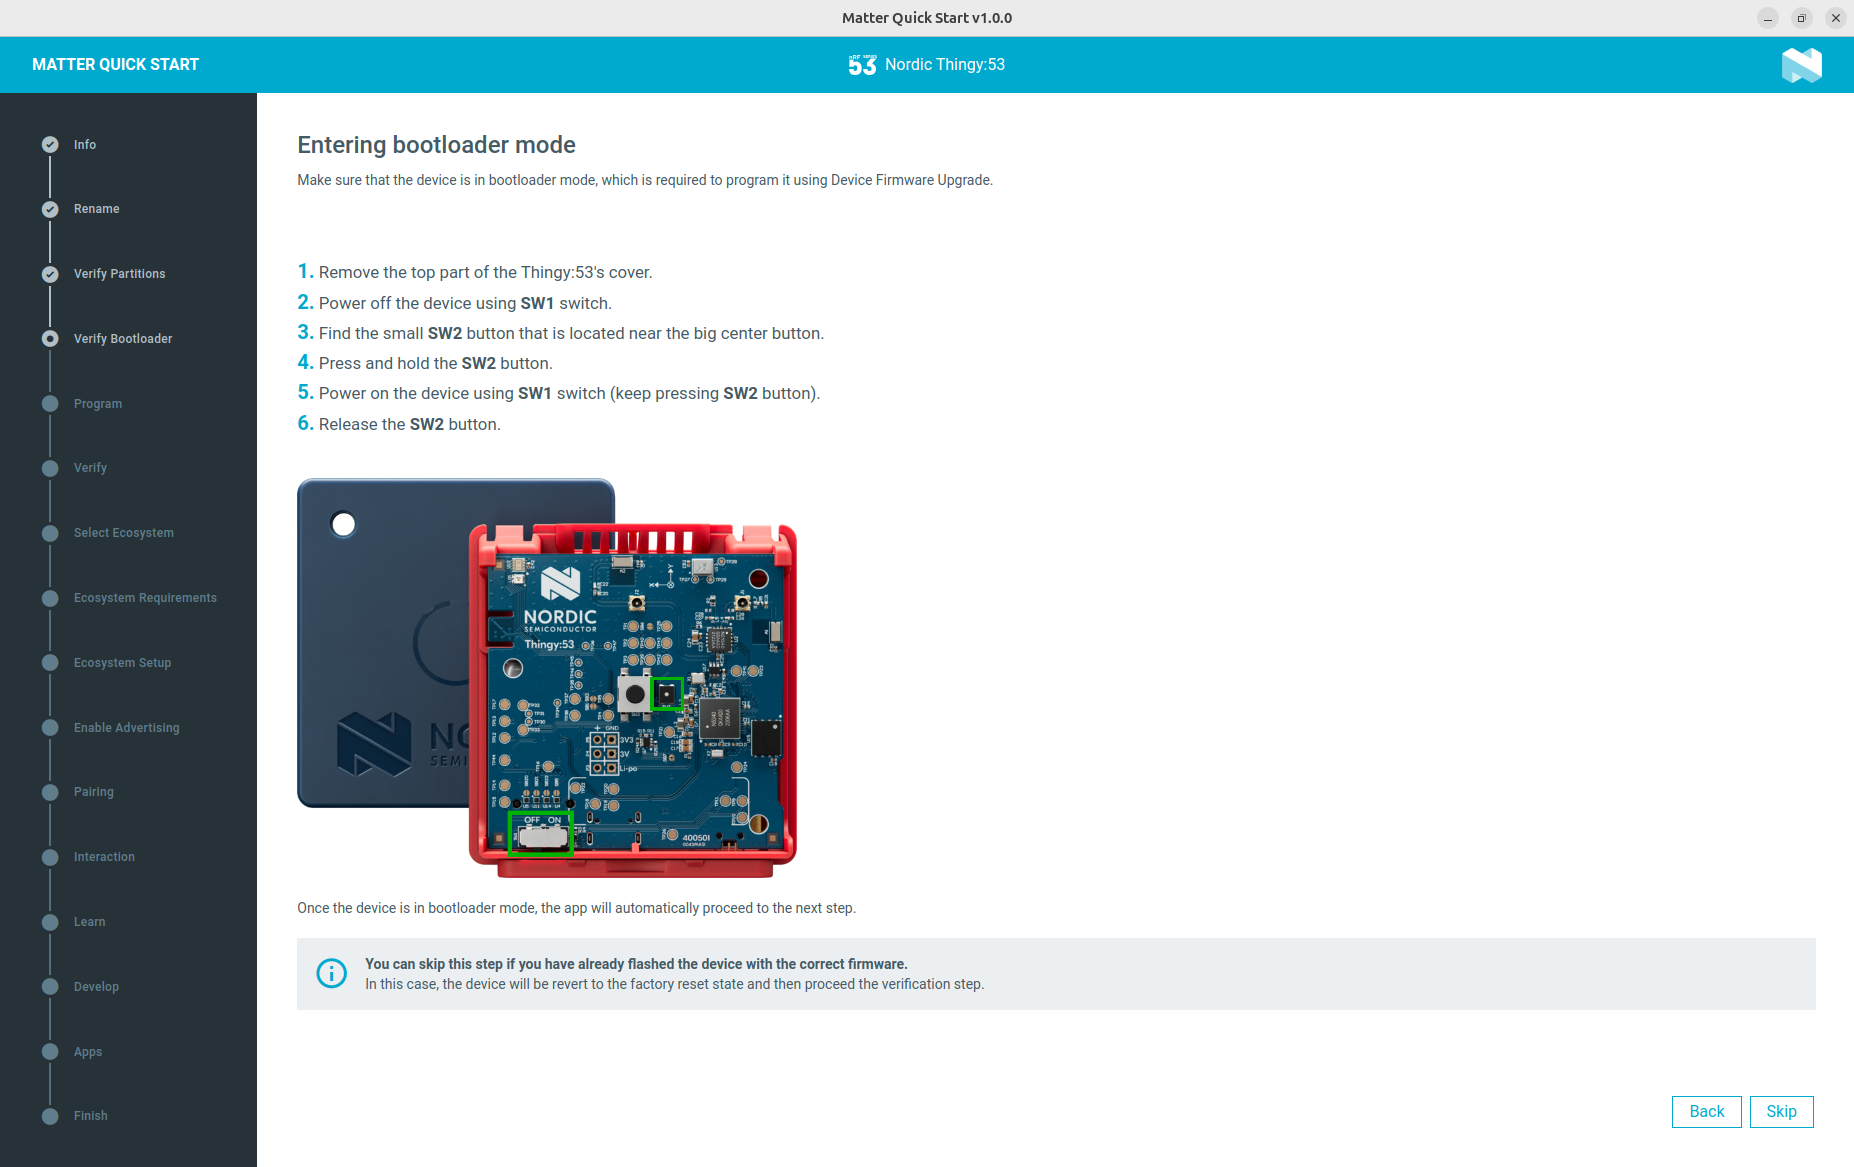 Matter Quick Start v1.0.0
MATTER QUICK START
nRF SERIES
53
Nordic Thingy:53
Info
Rename
Verify Partitions
Verify Bootloader
Program
Verify
Select Ecosystem
Ecosystem Requirements
Ecosystem Setup
Enable Advertising
Pairing
Interaction
Learn
Develop
Apps
Finish
Entering bootloader mode
Make sure that the device is in bootloader mode, which is required to program it using Device Firmware Upgrade.
1. Remove the top part of the Thingy:53's cover.
2. Power off the device using SW1 switch.
3. Find the small SW2 button that is located near the big center button.
4. Press and hold the SW2 button.
5. Power on the device using SW1 switch (keep pressing SW2 button).
6. Release the SW2 button.
NORDIC
SEMICONDUCTOR
Thingy:53
GND
3V3
3V
Li-po
OFF ON
Once the device is in bootloader mode, the app will automatically proceed to the next step.
You can skip this step if you have already flashed the device with the correct firmware.
In this case, the device will be revert to the factory reset state and then proceed the verification step.
Back
Skip